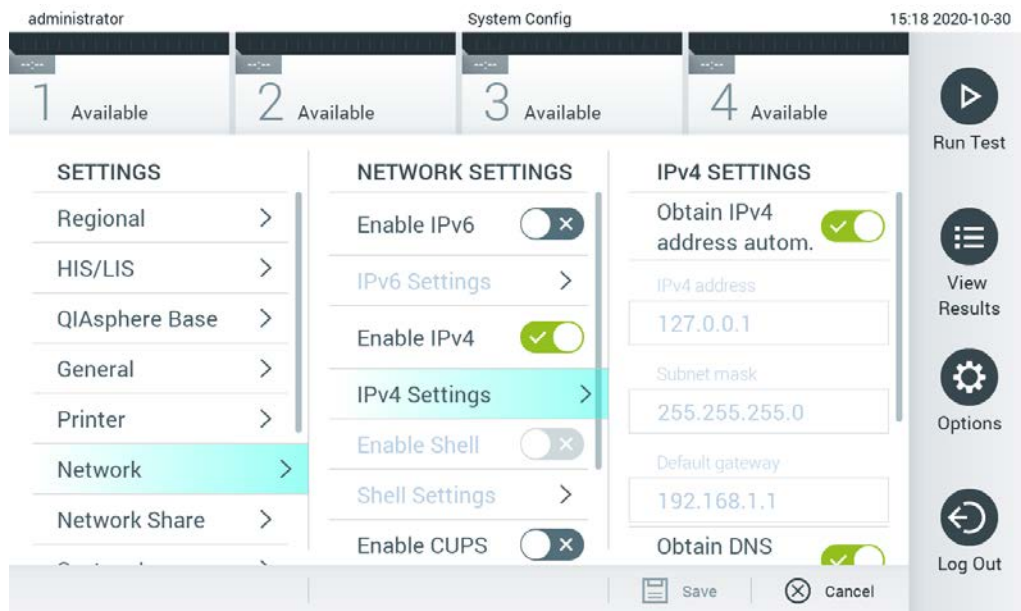 administrator System Config 15:18 2020-10-30
--:-- --:-- --:-- --:--
1 Available 2 Available 3 Available 4 Available
Run Test
SETTINGS
Regional
HIS/LIS
QIAsphere Base
General
Printer
Network
Network Share
NETWORK SETTINGS
Enable IPv6
IPv6 Settings
Enable IPv4
IPv4 Settings
Enable Shell
Shell Settings
Enable CUPS
IPv4 SETTINGS
Obtain IPv4
address autom.
IPv4 address
127.0.0.1
Subnet mask
255.255.255.0
Default gateway
192.168.1.1
Obtain DNS
View
Results
Options
Log Out
Save Cancel